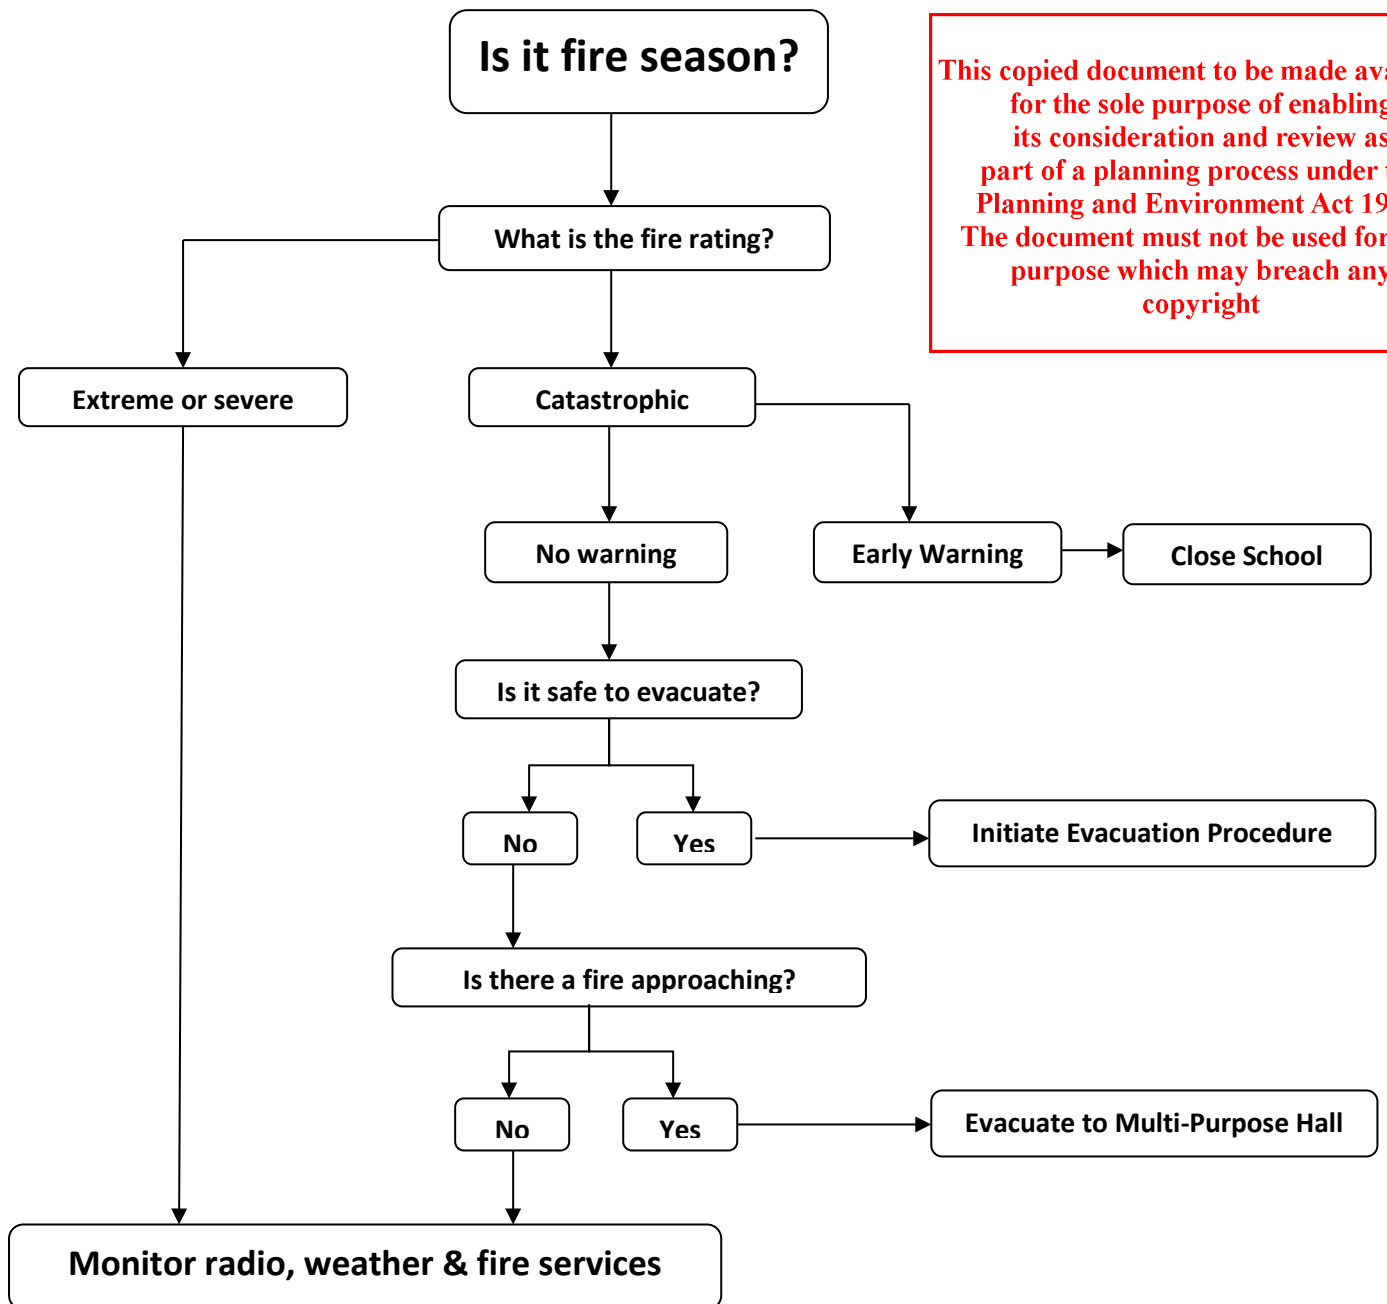 Is it fire season?
This copied document to be made
for the sole purpose of enabling
its consideration and review as
part of a planning process under
Planning and Environment Act
The document must not be used for
purpose which may breach any
copyright
What is the fire rating?
Extreme or severe
Catastrophic
No warning
Early Warning
Close School
Is it safe to evacuate?
No
Yes
Initiate Evacuation Procedure
Is there a fire approaching?
No
Yes
Evacuate to Multi-Purpose Hall
Monitor radio, weather & fire services